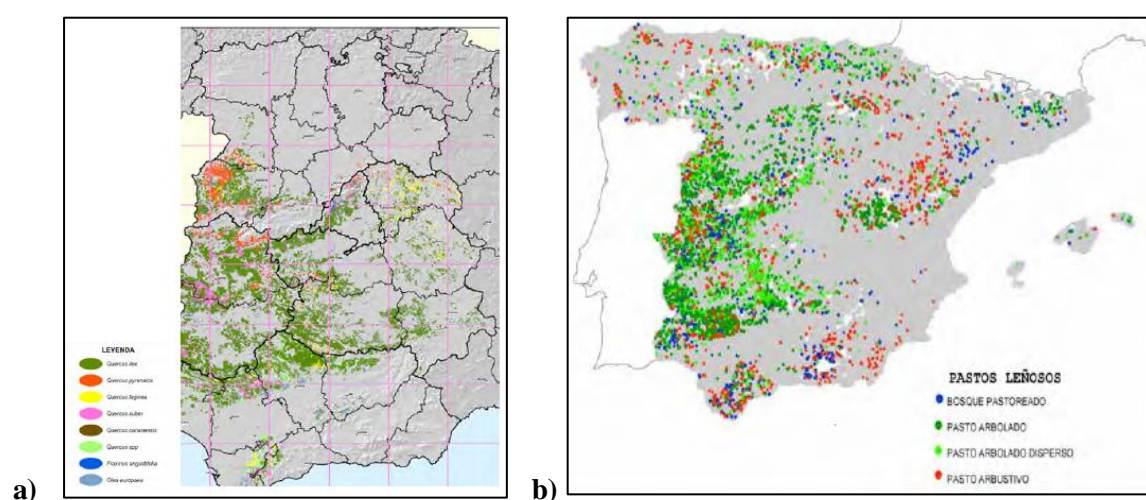 LEYENDA
Quercus ilex
Quercus pyrenaica
Quercus faginea
Quercus suber
Quercus canariensis
Quercus spp
Fraxinus angustifolia
Olea europaea
a)
PASTOS LEÑOSOS
BOSQUE PASTOREADO
PASTO ARBOLADO
PASTO ARBOLADO DISPERSO
PASTO ARBUSTIVO
b)